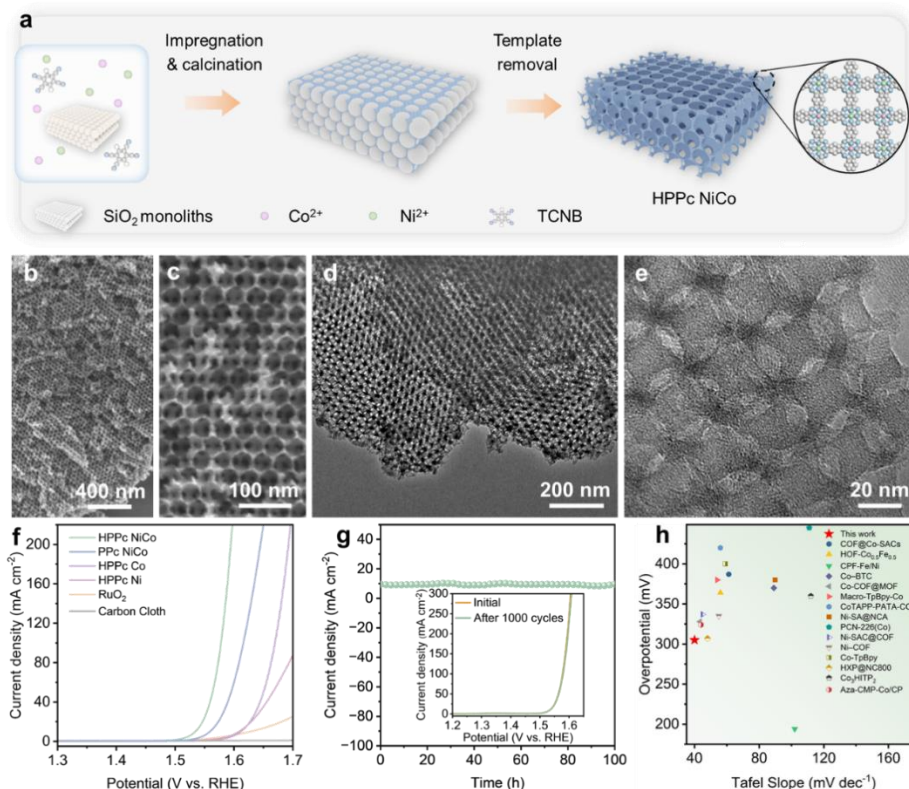 a
Impregnation
& calcination
Template
removal
HPPc NiCo
SiO₂ monoliths
Co²⁺
Ni²⁺
TCNB
b
400 nm
c
100 nm
d
200 nm
e
20 nm
f
Current density (mA cm⁻²)
200
160
120
80
40
0
HPPc NiCo
PPc NiCo
HPPc Co
HPPc Ni
RuO₂
Carbon Cloth
1.3
1.4
1.5
1.6
1.7
Potential (V vs. RHE)
g
Current density (mA cm⁻²)
40
20
0
−20
−40
−60
−80
−100
Current density (mA cm⁻²)
300
250
200
150
100
50
0
Initial
After 1000 cycles
1.2
1.3
1.4
1.5
1.6
Potential (V vs. RHE)
0
20
40
60
80
100
Time (h)
h
Overpotential (mV)
400
350
300
250
200
This work
COF@Co-SACs
HOF-Co₀.₅Fe₀.₅
CPF-Fe/Ni
Co–BTC
Co-COF@MOF
Macro-TpBpy-Co
CoTAPP-PATA-CO
Ni-SA@NCA
PCN-226(Co)
Ni-SAC@COF
Ni–COF
Co-TpBpy
HXP@NC800
Co₃HITP₂
Aza-CMP-Co/CP
40
80
120
160
Tafel Slope (mV dec⁻¹)